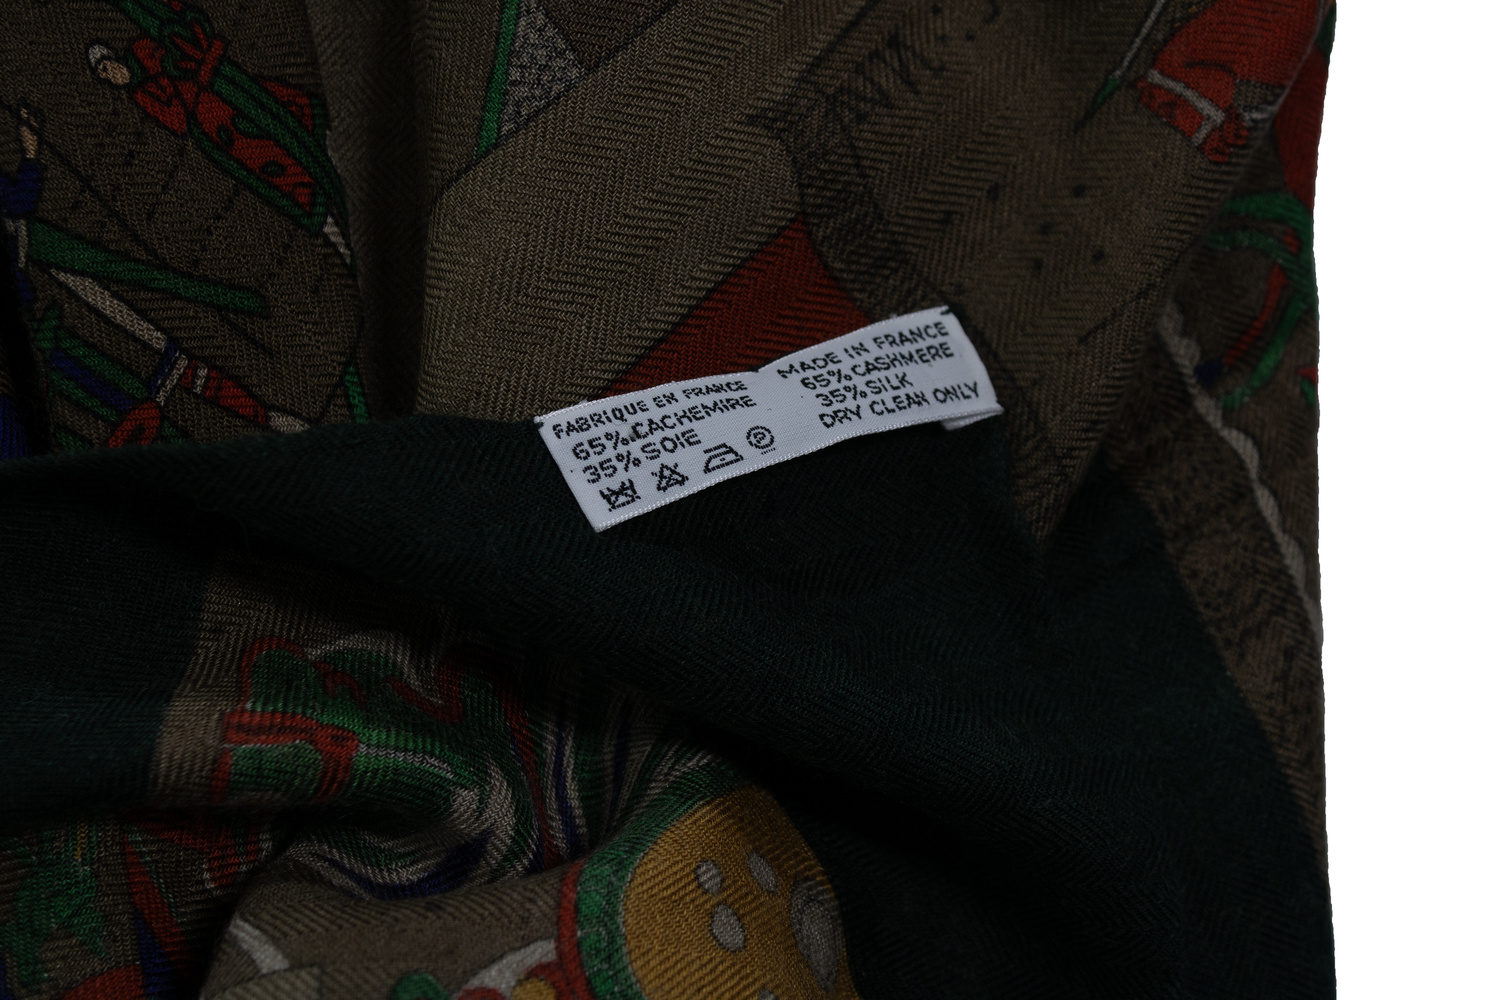 FABRIQUE EN FRANCE
65% CACHEMIRE
35% SOIE
MADE IN FRANCE
65% CASHMERE
35% SILK
DRY CLEAN ONLY
P